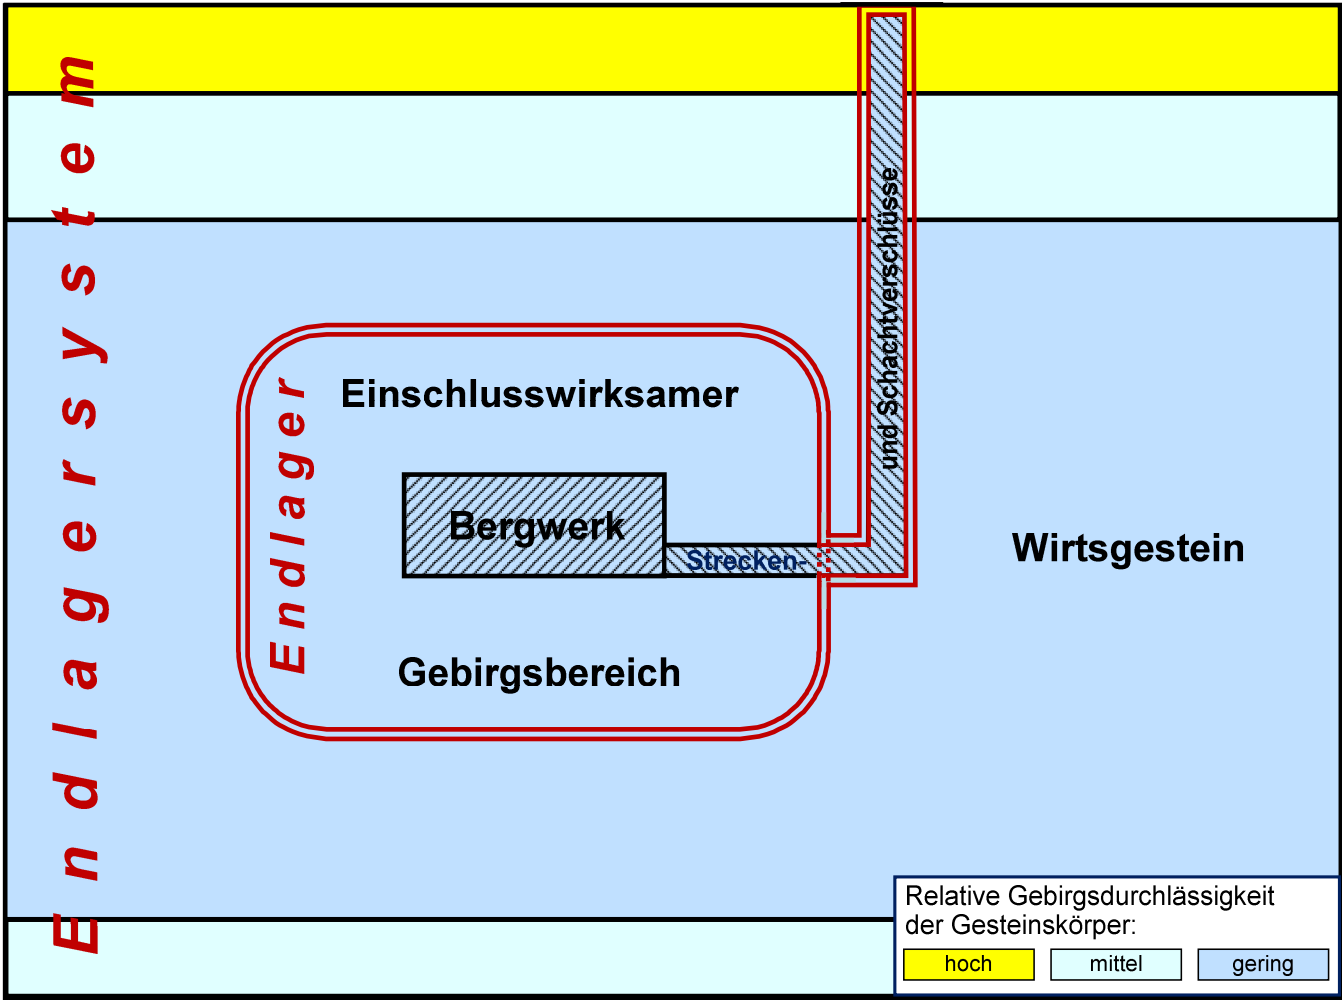 Endlagersystem
und Schachtverschlüsse
Einschlusswirksamer
Endlager
Bergwerk
Strecken-
Wirtsgestein
Gebirgsbereich
Relative Gebirgsdurchlässigkeit
der Gesteinskörper:
hoch
mittel
gering